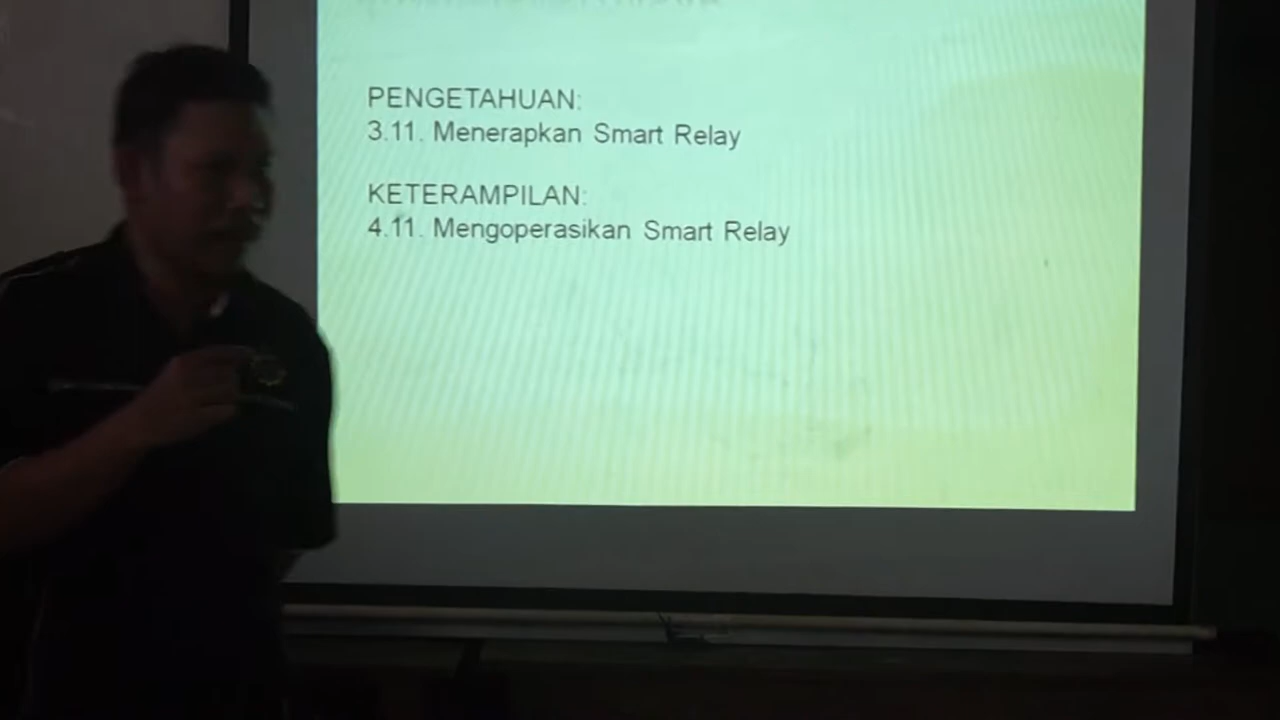 PENGETAHUAN:
3.11. Menerapkan Smart Relay
KETERAMPILAN:
4.11. Mengoperasikan Smart Relay